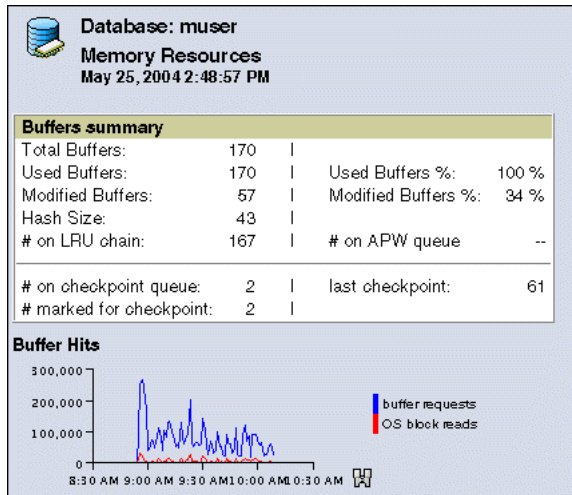 Database: muser
Memory Resources
May 25, 2004 2:48:57 PM
Buffers summary
Total Buffers: 170 |
Used Buffers: 170 | Used Buffers %: 100 %
Modified Buffers: 57 | Modified Buffers %: 34 %
Hash Size: 43 |
# on LRU chain: 167 | # on APW queue --
# on checkpoint queue: 2 | last checkpoint: 61
# marked for checkpoint: 2 |
Buffer Hits
300,000
200,000
100,000
0
buffer requests
OS block reads
8:30 AM 9:00 AM 9:30 AM 10:00 AM 10:30 AM